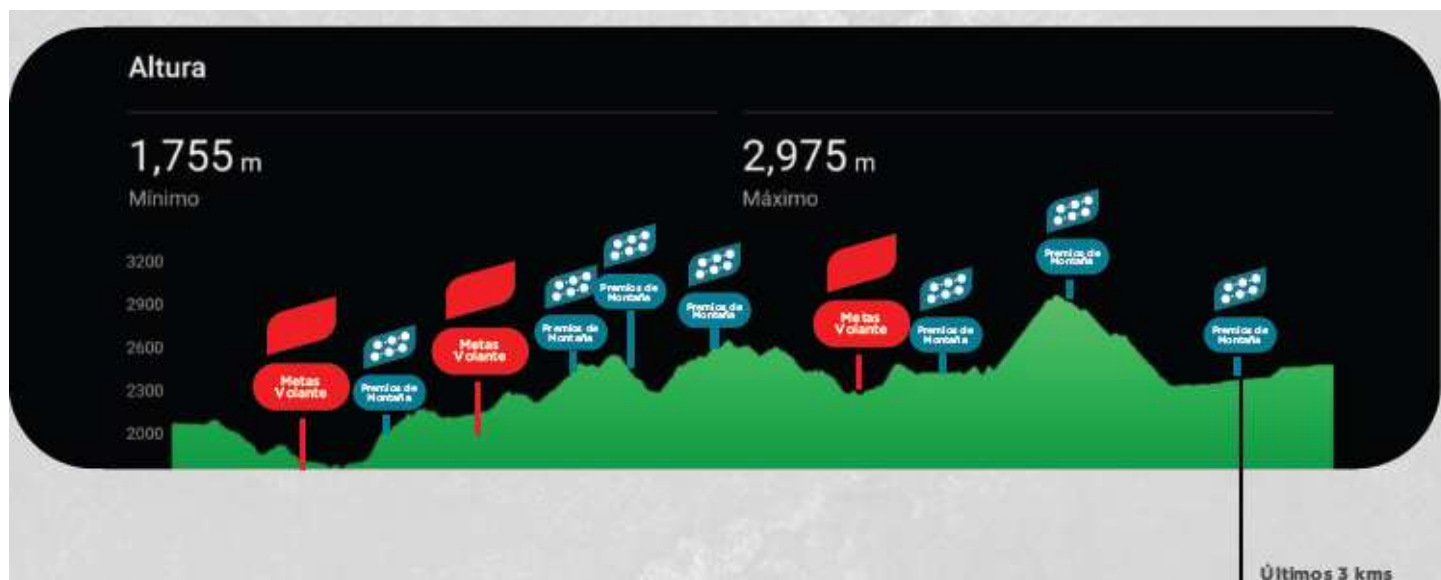 Altura
1,755 m
Mínimo
2,975 m
Máximo
3200
2900
2600
2300
2000
Metas
Volante
Premios de
Montaña
Metas
Volante
Premios de
Montaña
Premios de
Montaña
Premios de
Montaña
Metas
Volante
Premios de
Montaña
Premios de
Montaña
Premios de
Montaña
Últimos 3 kms